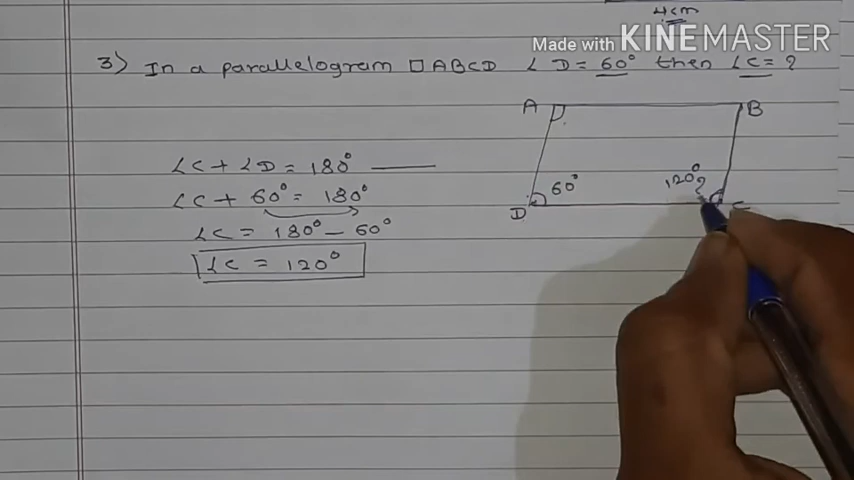 4cm
Made with KINEMASTER
3) In a parallelogram □ABCD ∠D = 60° then ∠C = ?
A B
∠C + ∠D = 180°
∠C + 60° = 180°
60° 120° ?
D C
∠C = 180° - 60°
∠C = 120°